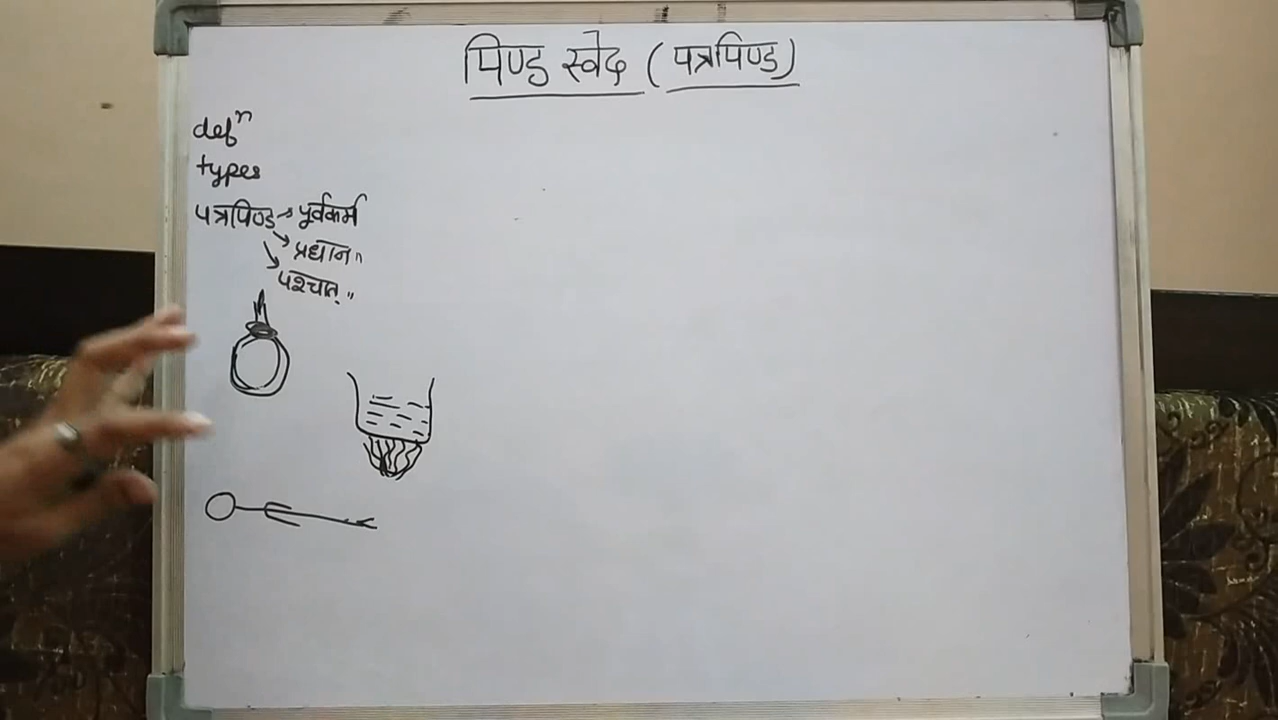 पिण्ड स्वेद (पत्रपिण्ड)
defⁿ
types
पत्रपिण्ड → पूर्वकर्म
→ प्रधान "
→ पश्चात् "